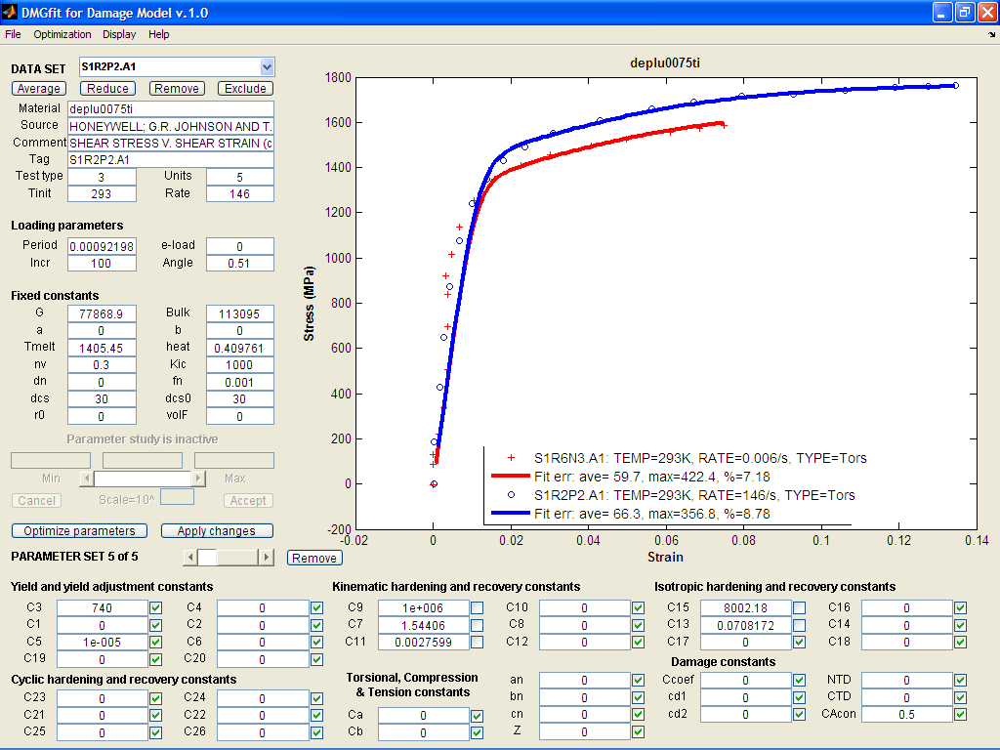 DMGfit for Damage Model v.1.0
File Optimization Display Help
DATA SET S1R2P2.A1
Average Reduce Remove Exclude
Material deplu0075ti
Source HONEYWELL; G.R. JOHNSON AND T.
Comment SHEAR STRESS V. SHEAR STRAIN (c
Tag S1R2P2.A1
Test type 3 Units 5
Tinit 293 Rate 146
Loading parameters
Period 0.00092198 e-load 0
Incr 100 Angle 0.51
Fixed constants
G 77868.9 Bulk 113095
a 0 b 0
Tmelt 1405.45 heat 0.409761
nv 0.3 Kic 1000
dn 0 fn 0.001
dcs 30 dcs0 30
r0 0 volF 0
Parameter study is inactive
Min Max
Cancel Scale=10^ Accept
Optimize parameters Apply changes
PARAMETER SET 5 of 5 Remove
deplu0075ti
Stress (MPa)
1800
1600
1400
1200
1000
800
600
400
200
0
-200
-0.02 0 0.02 0.04 0.06 0.08 0.1 0.12 0.14
Strain
S1R6N3.A1: TEMP=293K, RATE=0.006/s, TYPE=Tors
Fit err: ave= 59.7, max=422.4, %=7.18
S1R2P2.A1: TEMP=293K, RATE=146/s, TYPE=Tors
Fit err: ave= 66.3, max=356.8, %=8.78
Yield and yield adjustment constants
C3 740 C4 0
C1 0 C2 0
C5 1e-005 C6 0
C19 0 C20 0
Cyclic hardening and recovery constants
C23 0 C24 0
C21 0 C22 0
C25 0 C26 0
Kinematic hardening and recovery constants
C9 1e+006 C10 0
C7 1.54406 C8 0
C11 0.0027599 C12 0
Torsional, Compression
& Tension constants
Ca 0
Cb 0
an 0
bn 0
cn 0
Z 0
Isotropic hardening and recovery constants
C15 8002.18 C16 0
C13 0.0708172 C14 0
C17 0 C18 0
Damage constants
Ccoef 0 NTD 0
cd1 0 CTD 0
cd2 0 CAcon 0.5